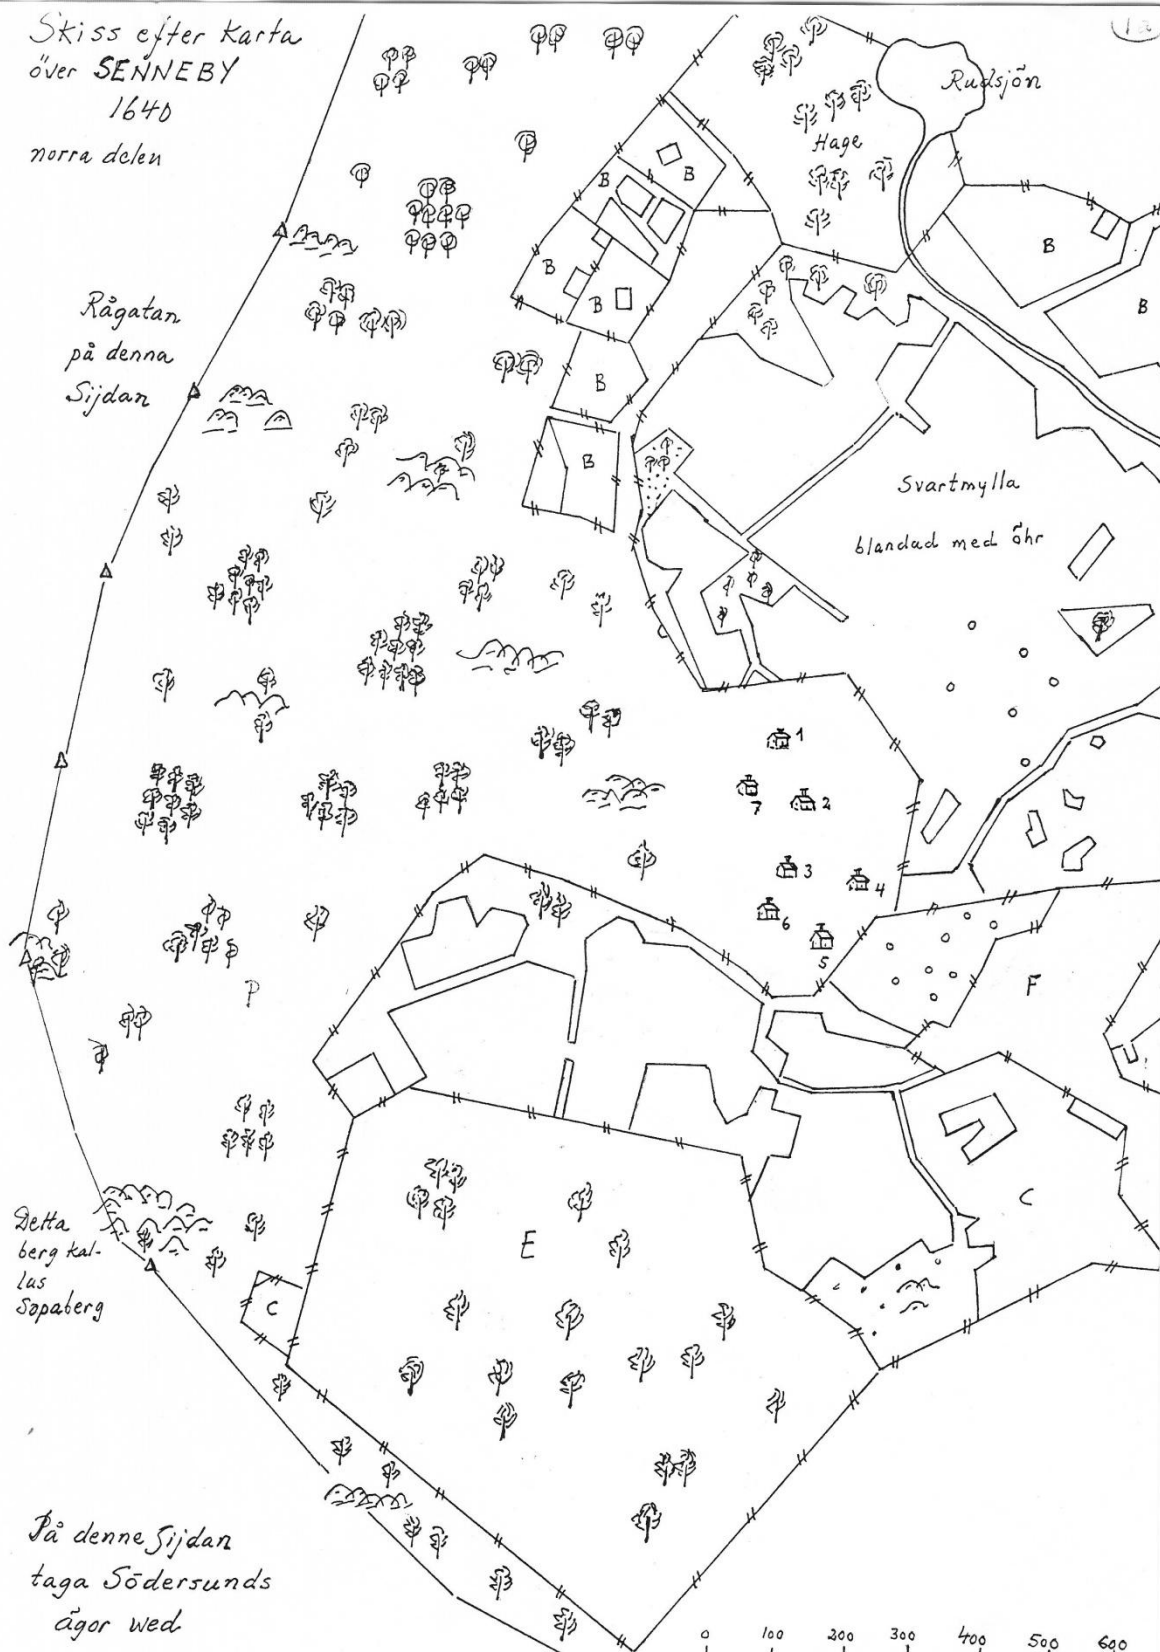 Skiss efter Karta
över SENNEBY
1640
norra delen
1a
Rudsjön
Hage
B
B
B
B
B
B
B
B
Rågatan
på denna
Sijdan
Svartmylla
blandad med öhr
1
7
2
3
4
6
5
P
F
Detta
berg kal-
las
Sopaberg
E
C
C
På denne sijdan
taga Södersunds
ägor wed
0 100 200 300 400 500 600